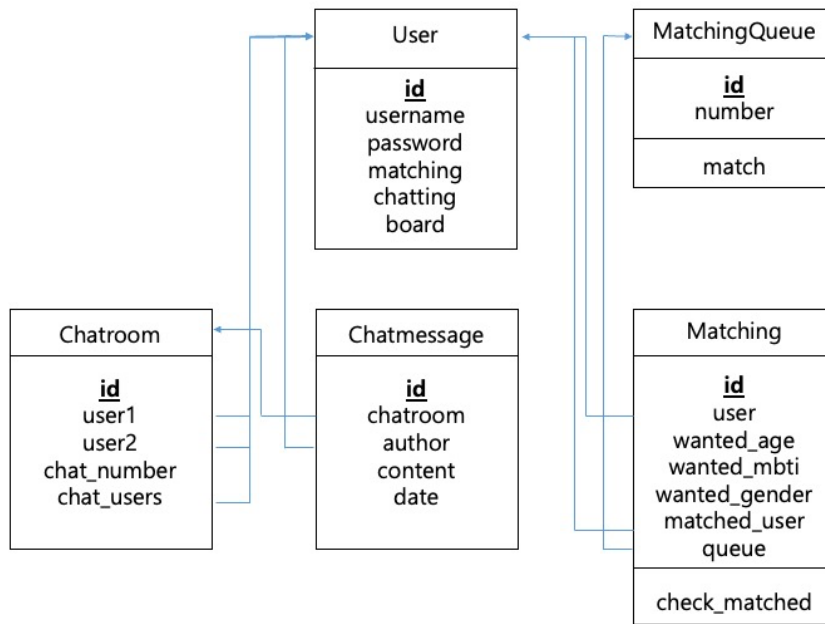 User
id
username
password
matching
chatting
board
MatchingQueue
id
number
match
Chatroom
id
user1
user2
chat_number
chat_users
Chatmessage
id
chatroom
author
content
date
Matching
id
user
wanted_age
wanted_mbti
wanted_gender
matched_user
queue
check_matched